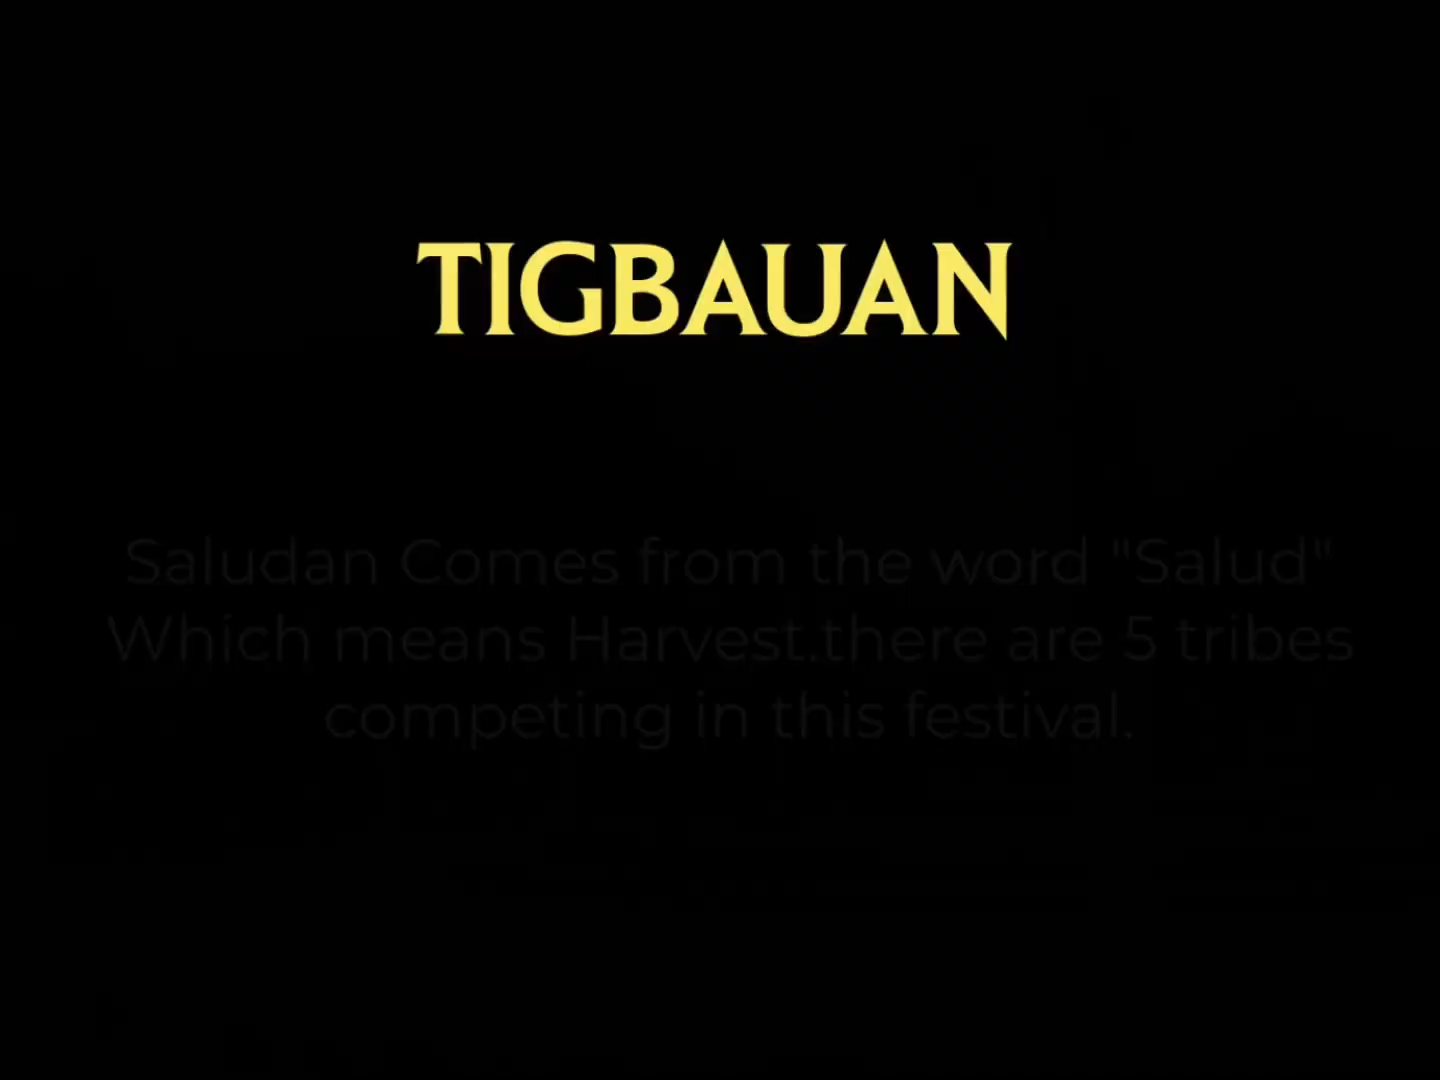 TIGBAUAN
Saludan Comes from the word "Salud"
Which means Harvest.there are 5 tribes
competing in this festival.